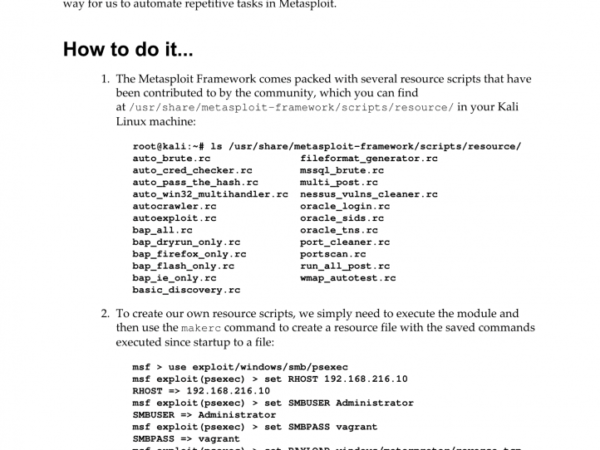 way for us to automate repetitive tasks in Metasploit.
How to do it...
1. The Metasploit Framework comes packed with several resource scripts that have
been contributed to by the community, which you can find
at /usr/share/metasploit-framework/scripts/resource/ in your Kali
Linux machine:
root@kali:~# ls /usr/share/metasploit-framework/scripts/resource/
auto_brute.rc fileformat_generator.rc
auto_cred_checker.rc mssql_brute.rc
auto_pass_the_hash.rc multi_post.rc
auto_win32_multihandler.rc nessus_vulns_cleaner.rc
autocrawler.rc oracle_login.rc
autoexploit.rc oracle_sids.rc
bap_all.rc oracle_tns.rc
bap_dryrun_only.rc port_cleaner.rc
bap_firefox_only.rc portscan.rc
bap_flash_only.rc run_all_post.rc
bap_ie_only.rc wmap_autotest.rc
basic_discovery.rc
2. To create our own resource scripts, we simply need to execute the module and
then use the makerc command to create a resource file with the saved commands
executed since startup to a file:
msf > use exploit/windows/smb/psexec
msf exploit(psexec) > set RHOST 192.168.216.10
RHOST => 192.168.216.10
msf exploit(psexec) > set SMBUSER Administrator
SMBUSER => Administrator
msf exploit(psexec) > set SMBPASS vagrant
SMBPASS => vagrant